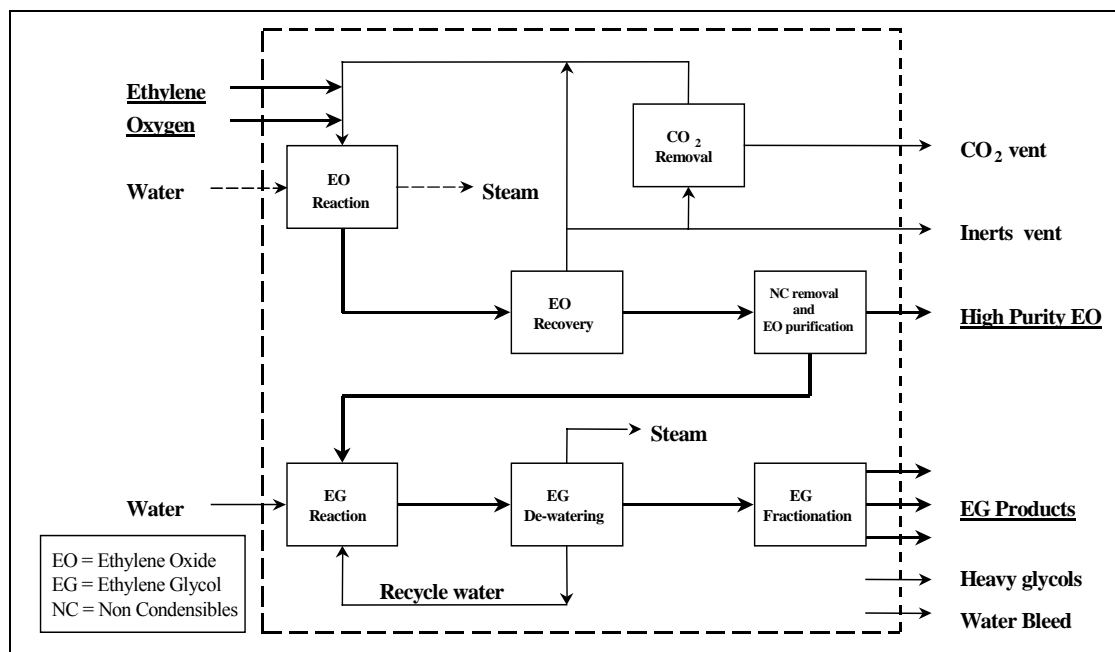 Ethylene
Oxygen
Water
EO
Reaction
Steam
CO2
Removal
CO2 vent
Inerts vent
EO
Recovery
NC removal
and
EO purification
High Purity EO
Steam
Water
EG
Reaction
EG
De-watering
EG
Fractionation
EG Products
Recycle water
Heavy glycols
Water Bleed
EO = Ethylene Oxide
EG = Ethylene Glycol
NC = Non Condensibles